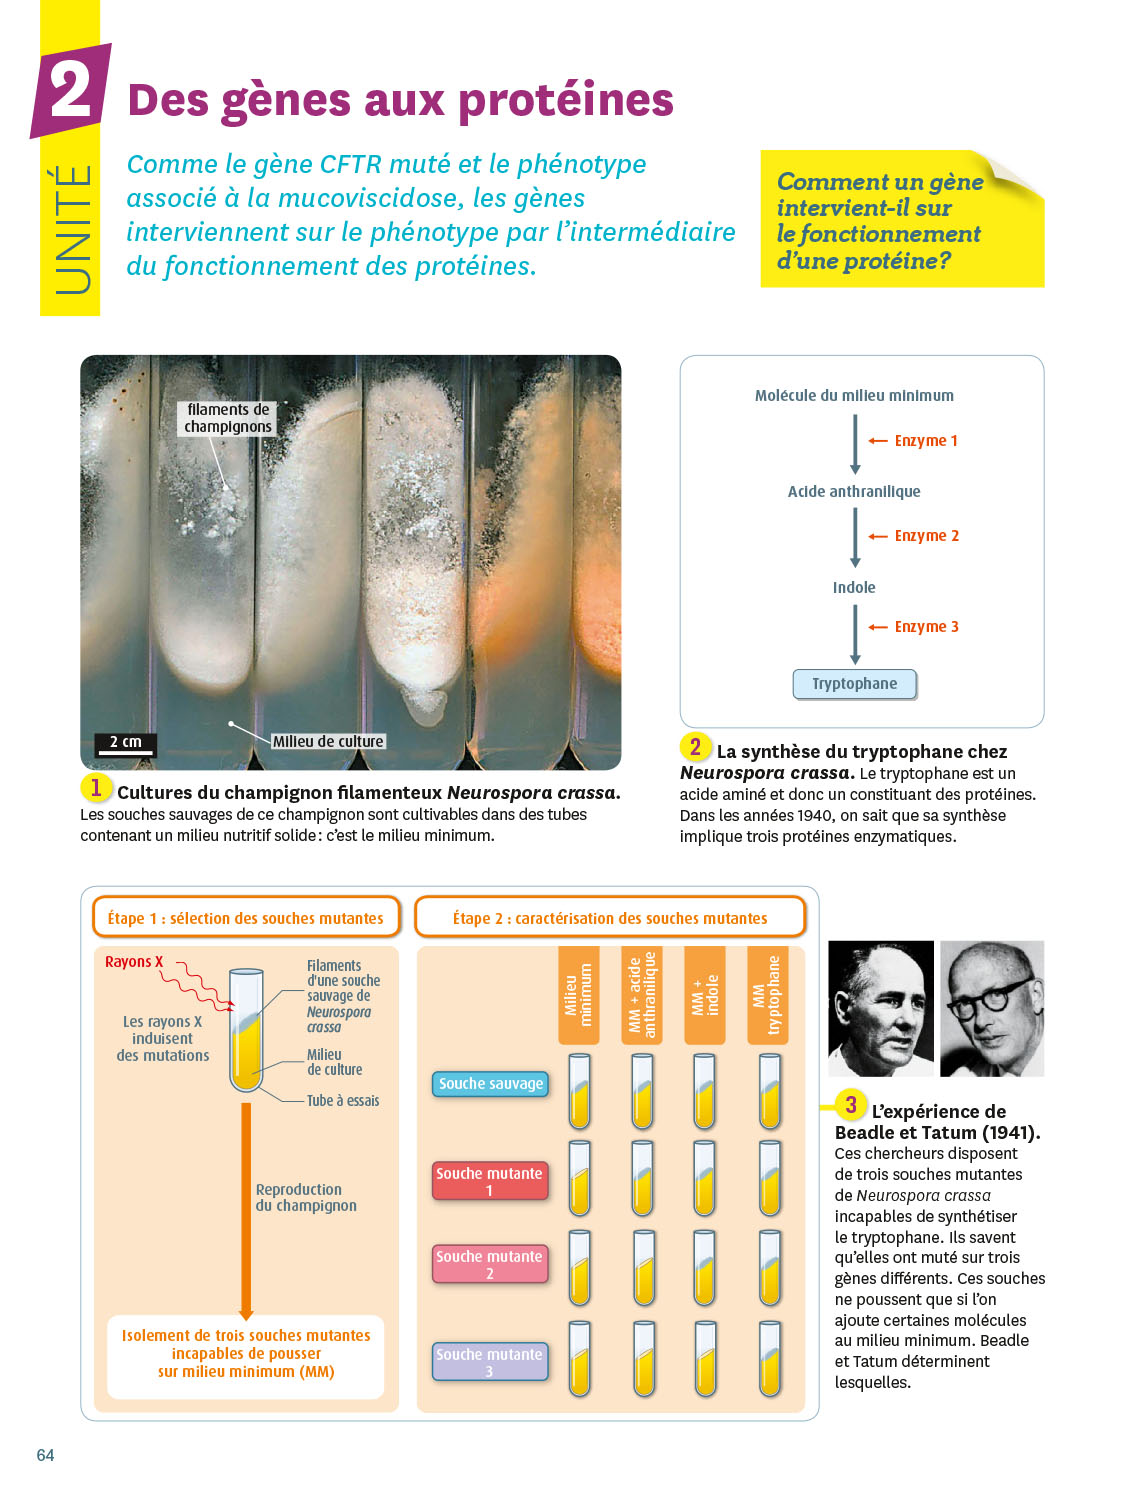 2
UNITÉ
Des gènes aux protéines
Comme le gène CFTR muté et le phénotype
associé à la mucoviscidose, les gènes
interviennent sur le phénotype par l'intermédiaire
du fonctionnement des protéines.
Comment un gène
intervient-il sur
le fonctionnement
d'une protéine?
filaments de
champignons
2 cm
Milieu de culture
1 Cultures du champignon filamenteux Neurospora crassa.
Les souches sauvages de ce champignon sont cultivables dans des tubes
contenant un milieu nutritif solide : c'est le milieu minimum.
Molécule du milieu minimum
Enzyme 1
Acide anthranilique
Enzyme 2
Indole
Enzyme 3
Tryptophane
2 La synthèse du tryptophane chez
Neurospora crassa. Le tryptophane est un
acide aminé et donc un constituant des protéines.
Dans les années 1940, on sait que sa synthèse
implique trois protéines enzymatiques.
Étape 1 : sélection des souches mutantes
Rayons X
Les rayons X
induisent
des mutations
Filaments
d'une souche
sauvage de
Neurospora
crassa
Milieu
de culture
Tube à essais
Reproduction
du champignon
Isolement de trois souches mutantes
incapables de pousser
sur milieu minimum (MM)
Étape 2 : caractérisation des souches mutantes
Milieu
minimum
MM + acide
anthranilique
MM +
indole
MM
tryptophane
Souche sauvage
Souche mutante
1
Souche mutante
2
Souche mutante
3
3 L'expérience de
Beadle et Tatum (1941).
Ces chercheurs disposent
de trois souches mutantes
de Neurospora crassa
incapables de synthétiser
le tryptophane. Ils savent
qu'elles ont muté sur trois
gènes différents. Ces souches
ne poussent que si l'on
ajoute certaines molécules
au milieu minimum. Beadle
et Tatum déterminent
lesquelles.
64